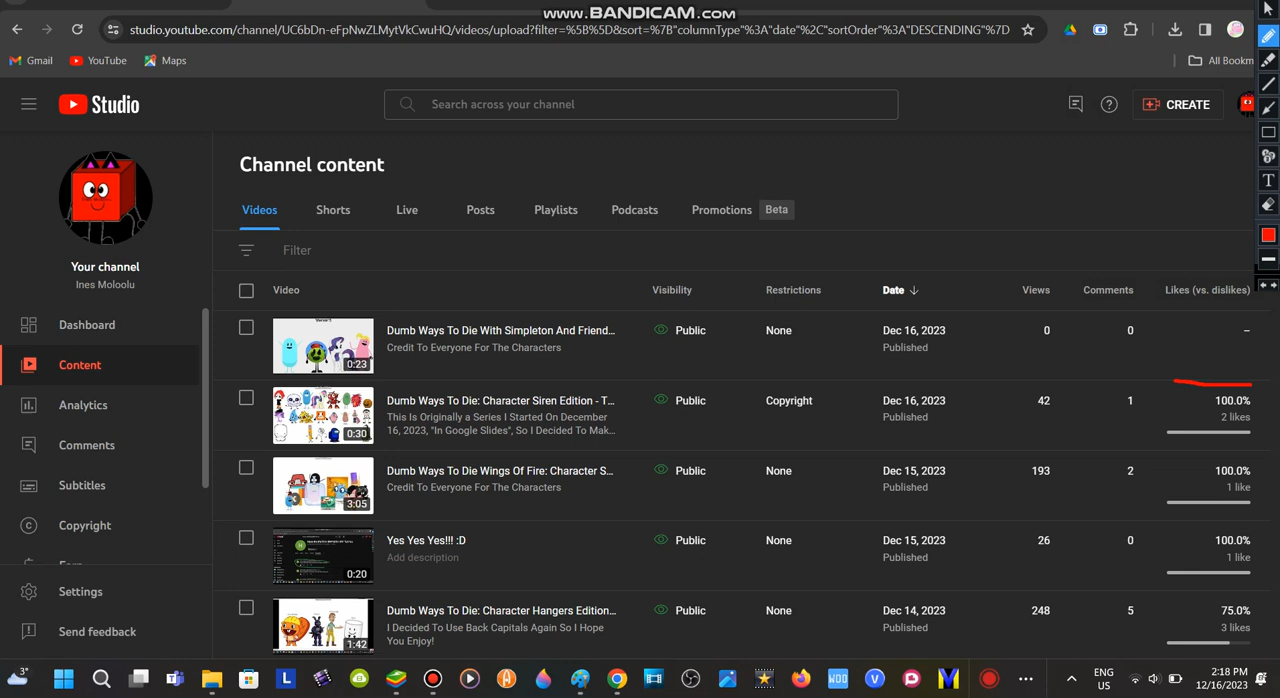 www.BANDICAM.com
studio.youtube.com/channel/UC6bDn-eFpNwZLMytVkCwuHQ/videos/upload?filter=%5B%5D&sort=%7B"columnType"%3A"date"%2C"sortOrder"%3A"DESCENDING"%7D
Gmail YouTube Maps All Bookm
Studio Search across your channel CREATE
Channel content
Videos Shorts Live Posts Playlists Podcasts Promotions Beta
Filter
Your channel
Ines Moloolu
Dashboard
Content
Analytics
Comments
Subtitles
Copyright
Settings
Send feedback
Video Visibility Restrictions Date Views Comments Likes (vs. dislikes)
Dumb Ways To Die With Simpleton And Friend... Public None Dec 16, 2023 0 0 –
Credit To Everyone For The Characters Published
0:23
Dumb Ways To Die: Character Siren Edition - T... Public Copyright Dec 16, 2023 42 1 100.0%
This Is Originally a Series I Started On December Published 2 likes
16, 2023, "In Google Slides", So I Decided To Mak...
0:30
Dumb Ways To Die Wings Of Fire: Character S... Public None Dec 15, 2023 193 2 100.0%
Credit To Everyone For The Characters Published 1 like
3:05
Yes Yes Yes!!! :D Public None Dec 15, 2023 26 0 100.0%
Add description Published 1 like
0:20
Dumb Ways To Die: Character Hangers Edition... Public None Dec 14, 2023 248 5 75.0%
I Decided To Use Back Capitals Again So I Hope Published 3 likes
You Enjoy!
1:42
3° ENG 2:18 PM
US 12/16/2023